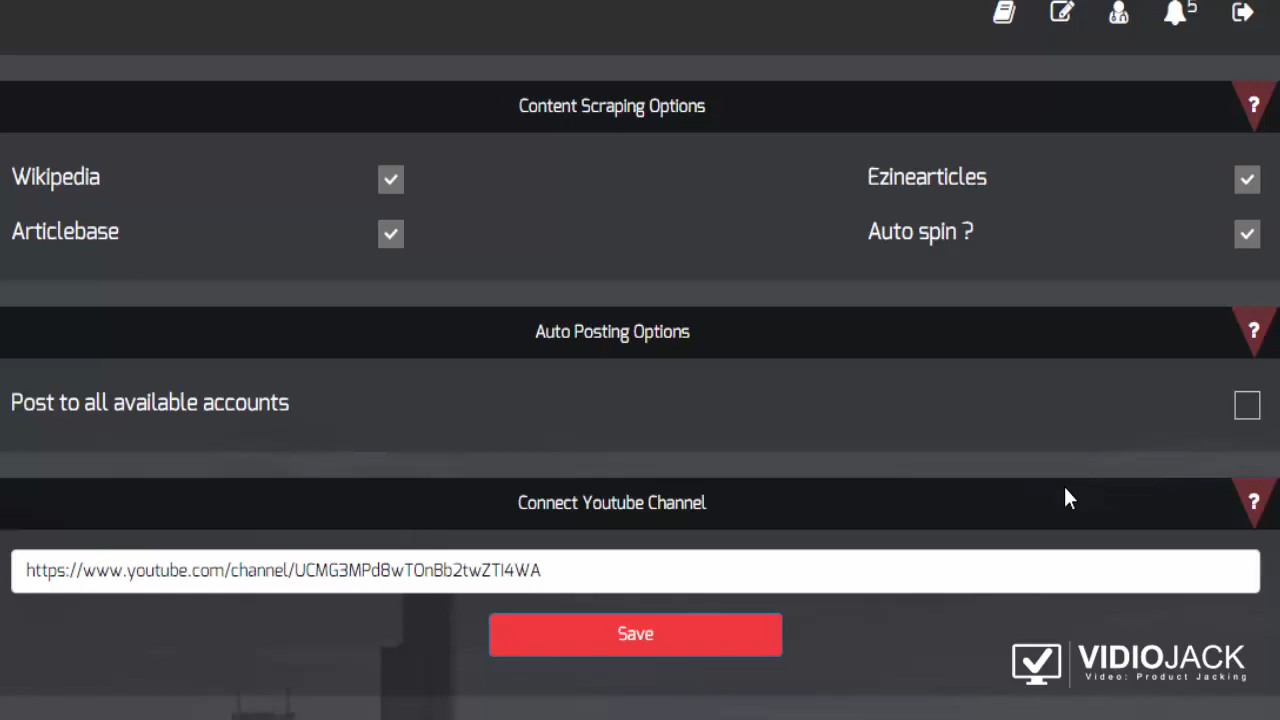 5
Content Scraping Options
?
Wikipedia
Ezinearticles
Articlebase
Auto spin ?
Auto Posting Options
?
Post to all available accounts
Connect Youtube Channel
?
https://www.youtube.com/channel/UCMG3MPd8wTOnBb2twZTI4WA
Save
VIDIOJACK
Video: Product Jacking